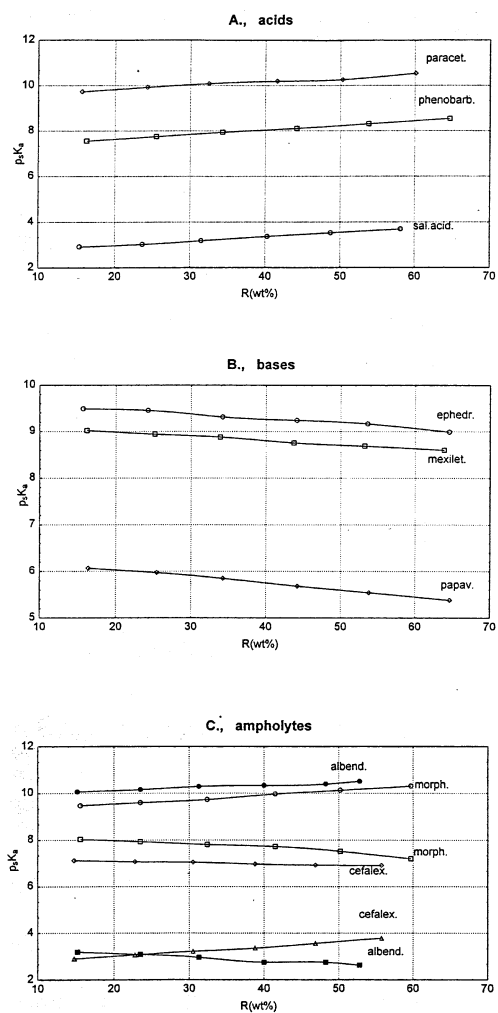 A., acids
12
paracet.
10
phenobarb.
8
pₛKₐ
6
4
sal.acid.
2
10 20 30 40 50 60 70
R(wt%)
B., bases
10
ephedr.
9
mexilet.
8
pₛKₐ
7
6
papav.
5
10 20 30 40 50 60 70
R(wt%)
C., ampholytes
12
albend.
morph.
10
8
morph.
pₛKₐ
cefalex.
6
cefalex.
4
albend.
2
0 10 20 30 40 50 60 70
R(wt%)